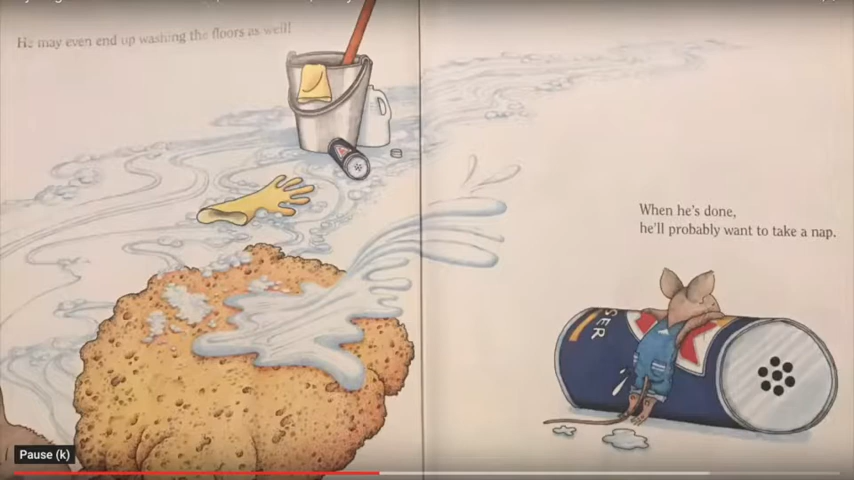 He may even end up washing the floors as well!
When he's done,
he'll probably want to take a nap.
SER
Pause (k)